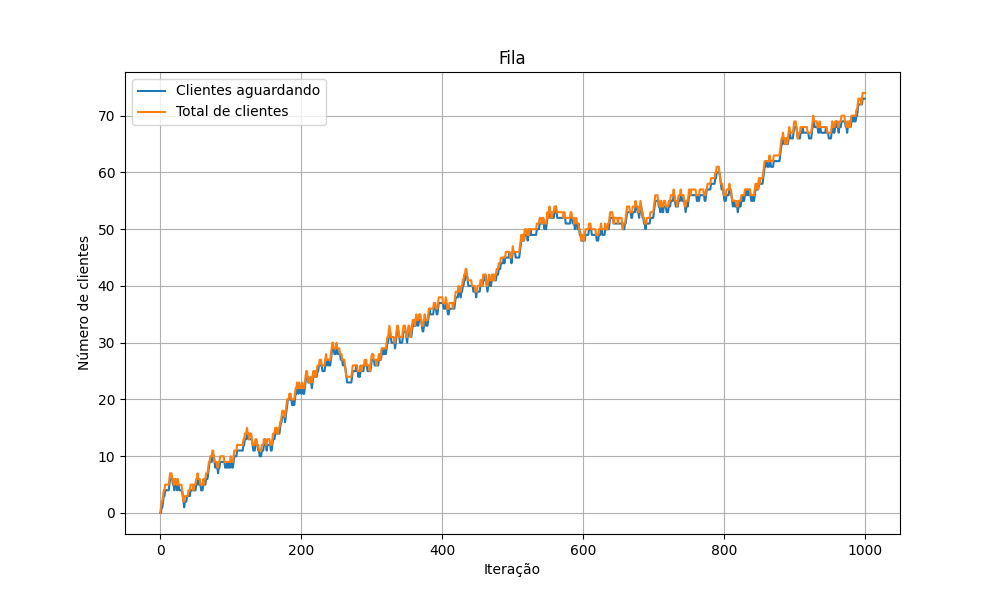 Fila
Clientes aguardando
Total de clientes
Número de clientes
70
60
50
40
30
20
10
0
0 200 400 600 800 1000
Iteração